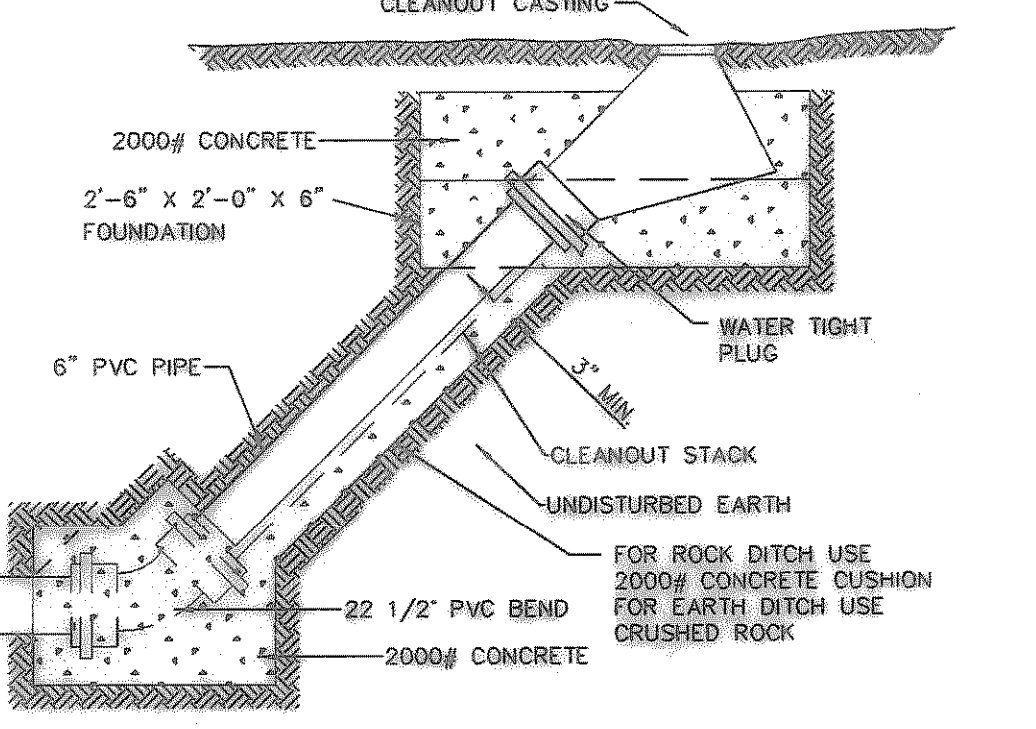 CLEANOUT CASTING
2000# CONCRETE
2'-6" X 2'-0" X 6"
FOUNDATION
WATER TIGHT
PLUG
6" PVC PIPE
3" MIN.
CLEANOUT STACK
UNDISTURBED EARTH
FOR ROCK DITCH USE
2000# CONCRETE CUSHION
FOR EARTH DITCH USE
CRUSHED ROCK
22 1/2° PVC BEND
2000# CONCRETE